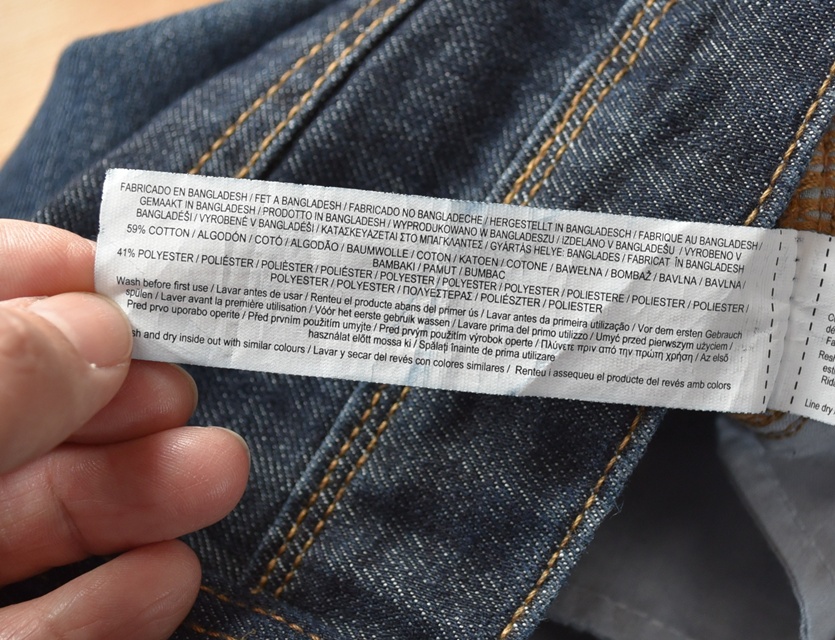 FABRICADO EN BANGLADESH / FET A BANGLADESH / FABRICADO NO BANGLADECHE / HERGESTELLT IN BANGLADESCH / FABRIQUE AU BANGLADESH /
GEMAAKT IN BANGLADESH / PRODOTTO IN BANGLADESH / WYPRODUKOWANO W BANGLADESZU / IZDELANO V BANGLADEŠU / VYROBENO V
BANGLADÉŠI / VYROBENÉ V BANGLADÉŠI / ΚΑΤΑΣΚΕΥΑΖΕΤΑΙ ΣΤΟ ΜΠΑΓΚΛΑΝΤΕΣ / GYÁRTÁS HELYE: BANGLADES / FABRICAT ÎN BANGLADESH
59% COTTON / ALGODÓN / COTÓ / ALGODÃO / BAUMWOLLE / COTON / KATOEN / COTONE / BAWEŁNA / BOMBAŽ / BAVLNA / BAVLNA /
BAMBAKI / PAMUT / BUMBAC
41% POLYESTER / POLIÉSTER / POLIÈSTER / POLIÉSTER / POLYESTER / POLYESTER / POLYESTER / POLIESTERE / POLIESTER / POLIESTER /
POLYESTER / POLYESTER / ΠΟΛΥΕΣΤΕΡΑΣ / POLIÉSZTER / POLIESTER
Wash before first use / Lavar antes de usar / Renteu el producte abans del primer ús / Lavar antes da primeira utilização / Vor dem ersten Gebrauch
spülen / Laver avant la première utilisation / Vóór het eerste gebruik wassen / Lavare prima del primo utilizzo / Umyć przed pierwszym użyciem /
Pred prvo uporabo operite / Před prvním použitím umyjte / Pred prvým použitím výrobok operte / Πλύνετε πριν από την πρώτη χρήση / Az első
használat előtt mossa ki / Spălați înainte de prima utilizare
and dry inside out with similar colours / Lavar y secar del revés con colores similares / Renteu i assequeu el producte del revés amb colors
Line dry